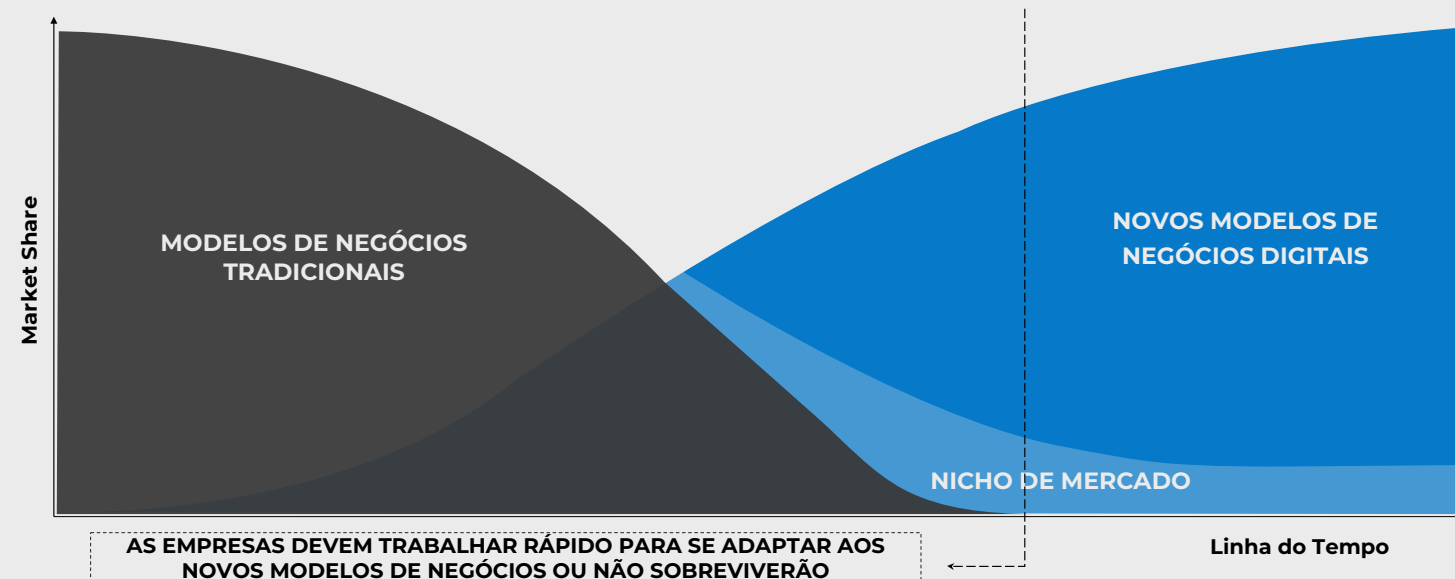 Market Share
MODELOS DE NEGÓCIOS
TRADICIONAIS
NOVOS MODELOS DE
NEGÓCIOS DIGITAIS
NICHO DE MERCADO
AS EMPRESAS DEVEM TRABALHAR RÁPIDO PARA SE ADAPTAR AOS
NOVOS MODELOS DE NEGÓCIOS OU NÃO SOBREVIVERÃO
Linha do Tempo